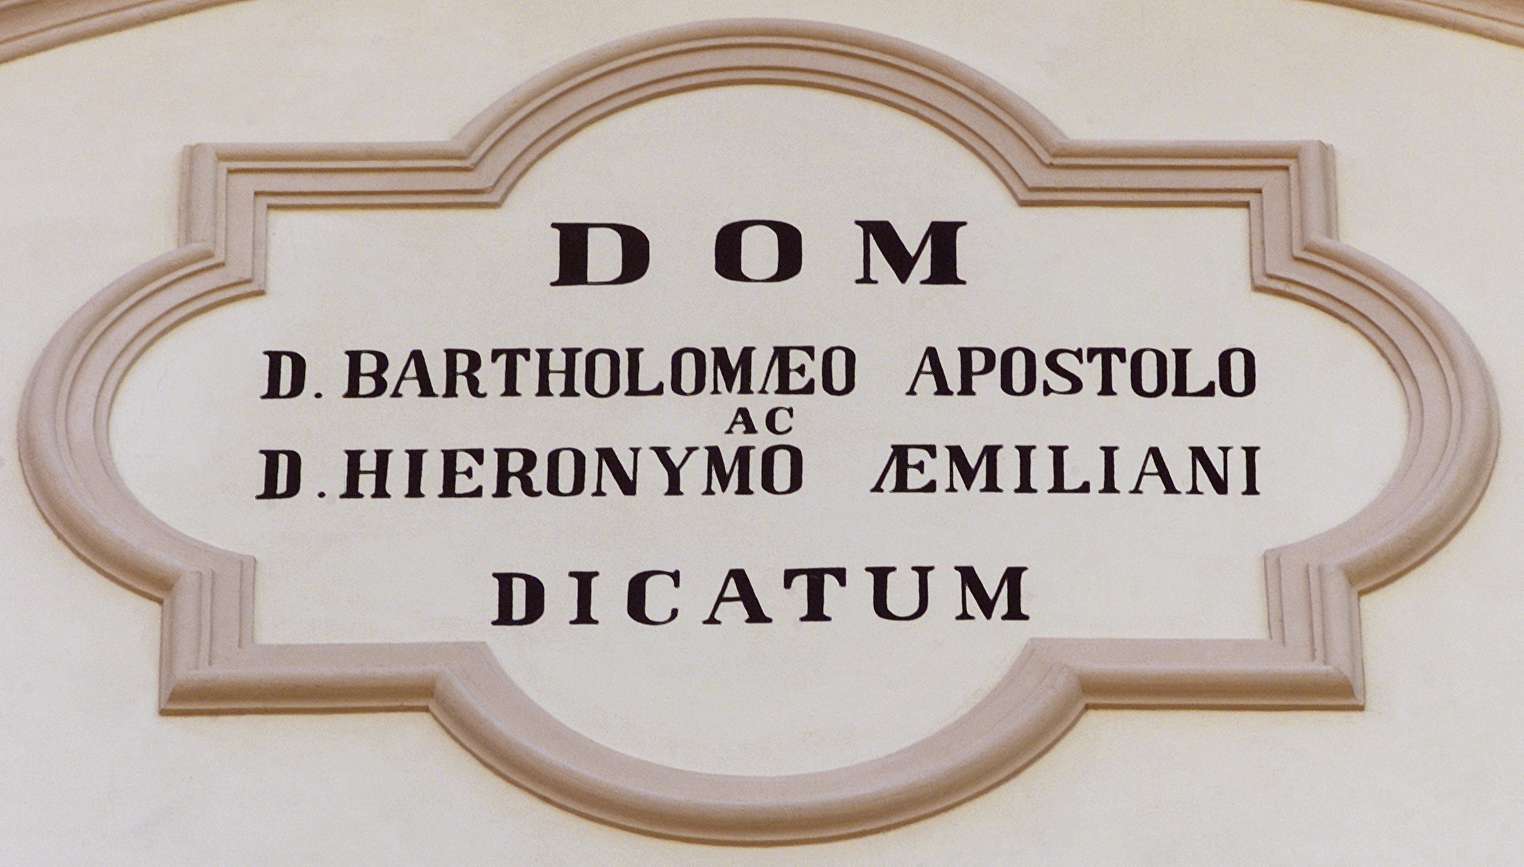 DOM
D. BARTHOLOMÆO APOSTOLO
AC
D. HIERONYMO ÆMILIANI
DICATUM